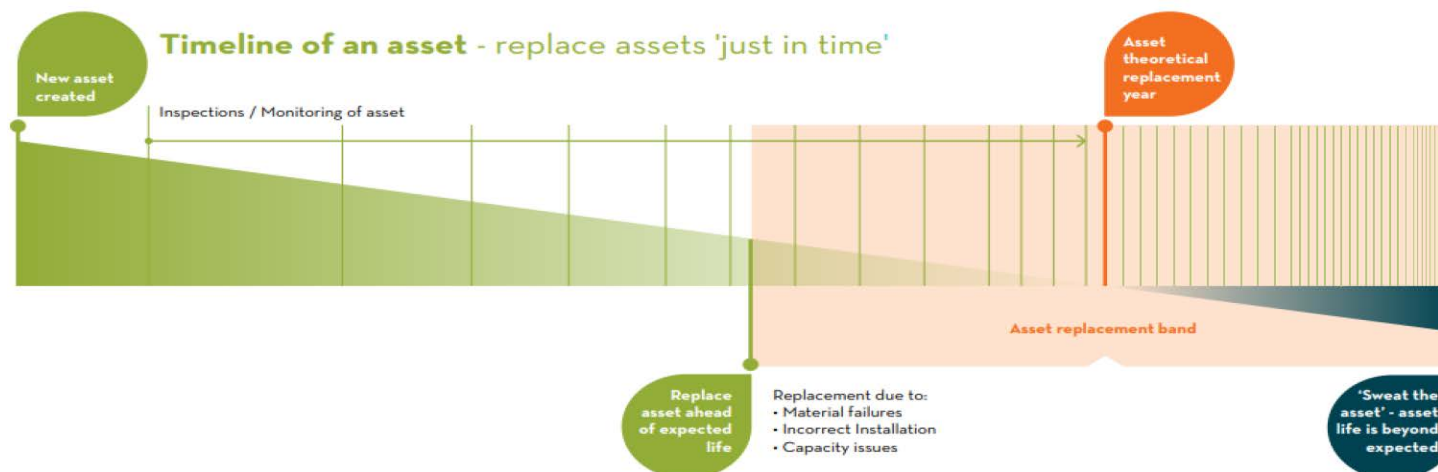 Timeline of an asset - replace assets 'just in time'
New asset
created
Inspections / Monitoring of asset
Asset
theoretical
replacement
year
Asset replacement band
Replace
asset ahead
of expected
life
Replacement due to:
• Material failures
• Incorrect Installation
• Capacity issues
'Sweat the
asset' - asset
life is beyond
expected